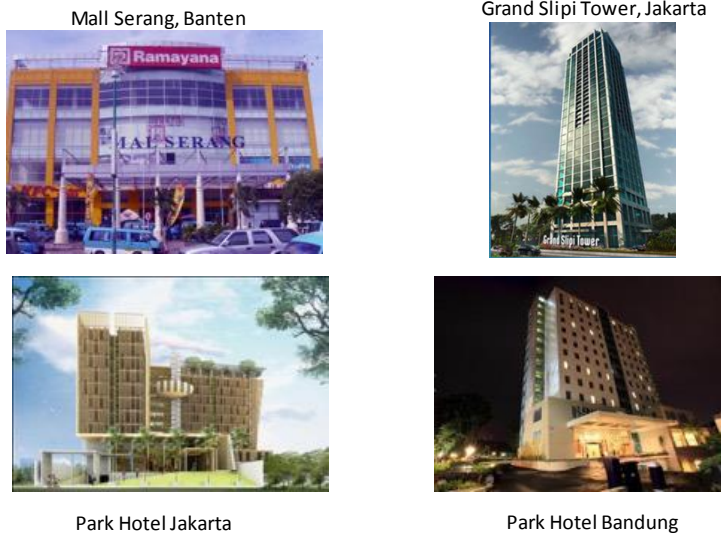 Mall Serang, Banten
Grand Slipi Tower, Jakarta
Ramayana
MAL SERANG
Grand Slipi Tower
Park Hotel Jakarta
Park Hotel Bandung